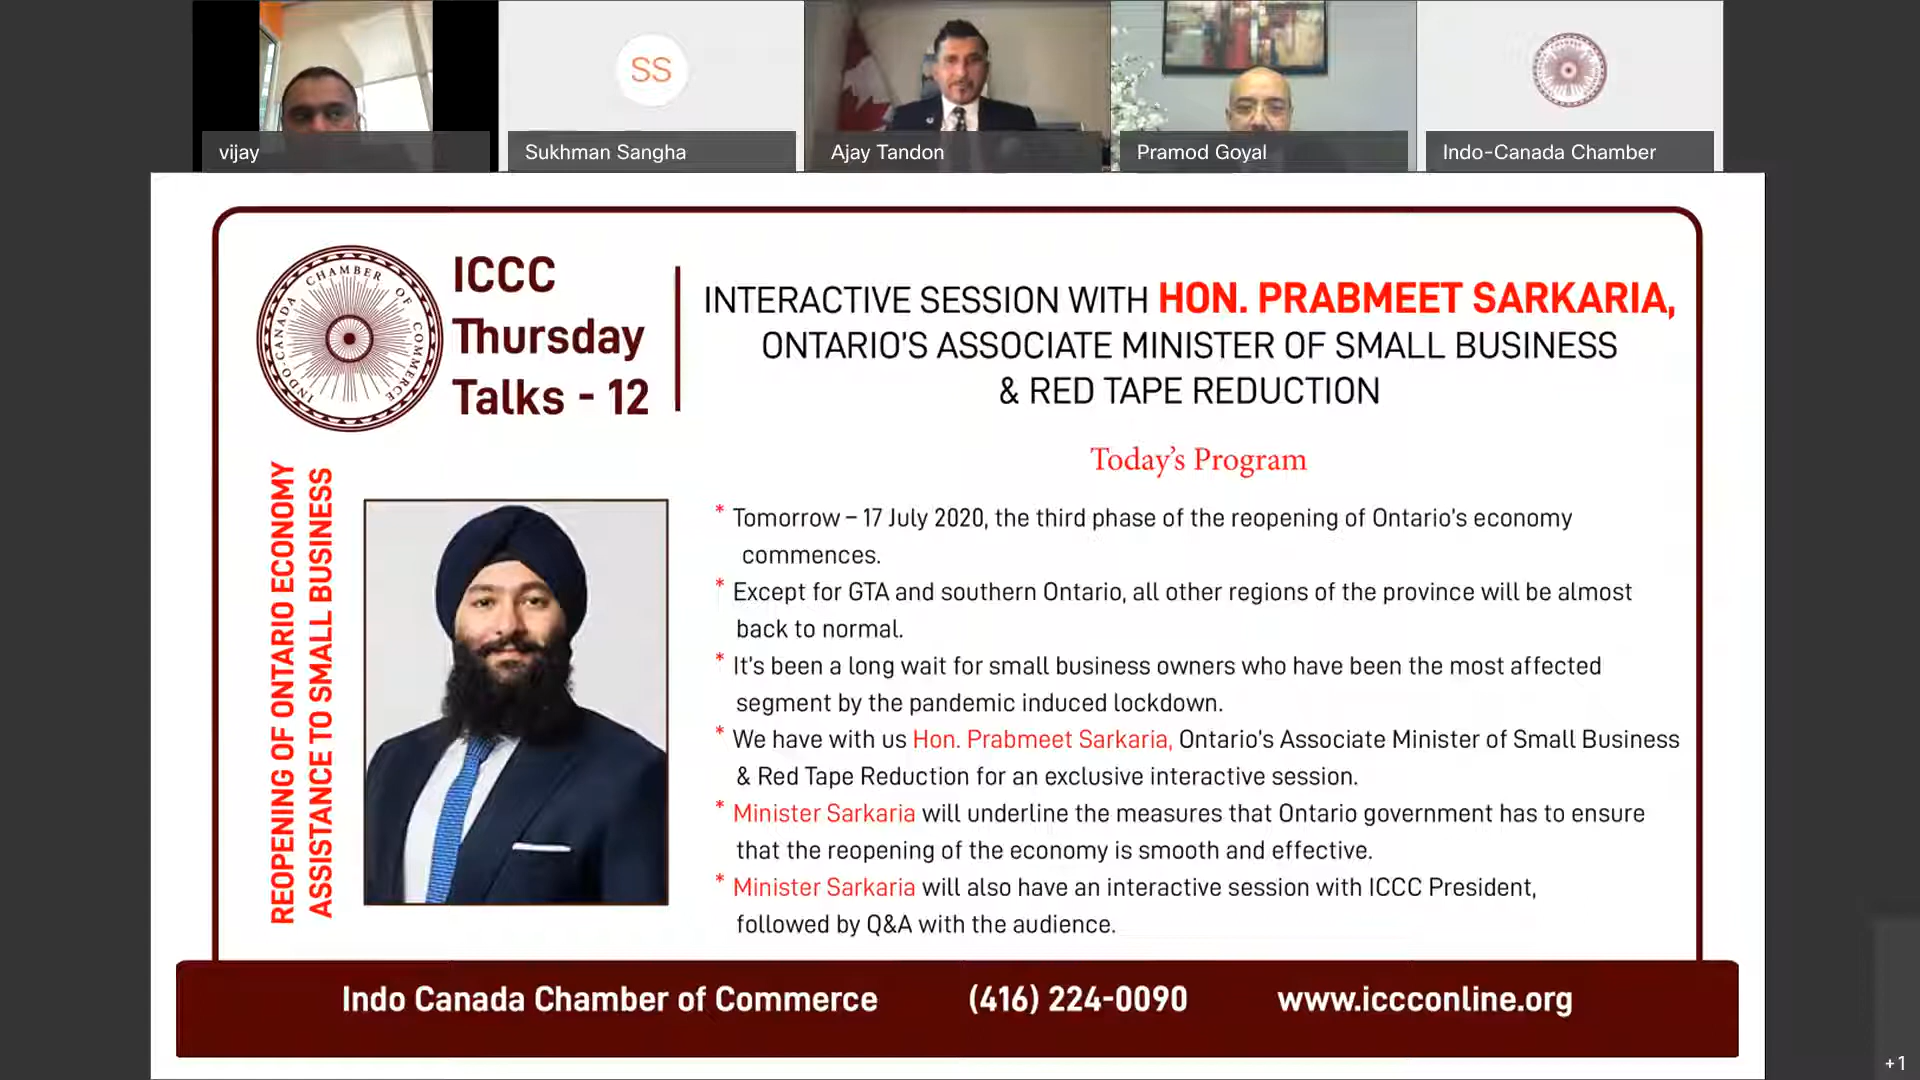 vijay
SS
Sukhman Sangha
Ajay Tandon
Pramod Goyal
Indo-Canada Chamber
INDO-CANADA CHAMBER OF COMMERCE
ICCC
Thursday
Talks - 12
INTERACTIVE SESSION WITH HON. PRABMEET SARKARIA,
ONTARIO'S ASSOCIATE MINISTER OF SMALL BUSINESS
& RED TAPE REDUCTION
REOPENING OF ONTARIO ECONOMY
ASSISTANCE TO SMALL BUSINESS
Today's Program
* Tomorrow – 17 July 2020, the third phase of the reopening of Ontario's economy
commences.
* Except for GTA and southern Ontario, all other regions of the province will be almost
back to normal.
* It's been a long wait for small business owners who have been the most affected
segment by the pandemic induced lockdown.
* We have with us Hon. Prabmeet Sarkaria, Ontario's Associate Minister of Small Business
& Red Tape Reduction for an exclusive interactive session.
* Minister Sarkaria will underline the measures that Ontario government has to ensure
that the reopening of the economy is smooth and effective.
* Minister Sarkaria will also have an interactive session with ICCC President,
followed by Q&A with the audience.
Indo Canada Chamber of Commerce (416) 224-0090 www.iccconline.org
+1